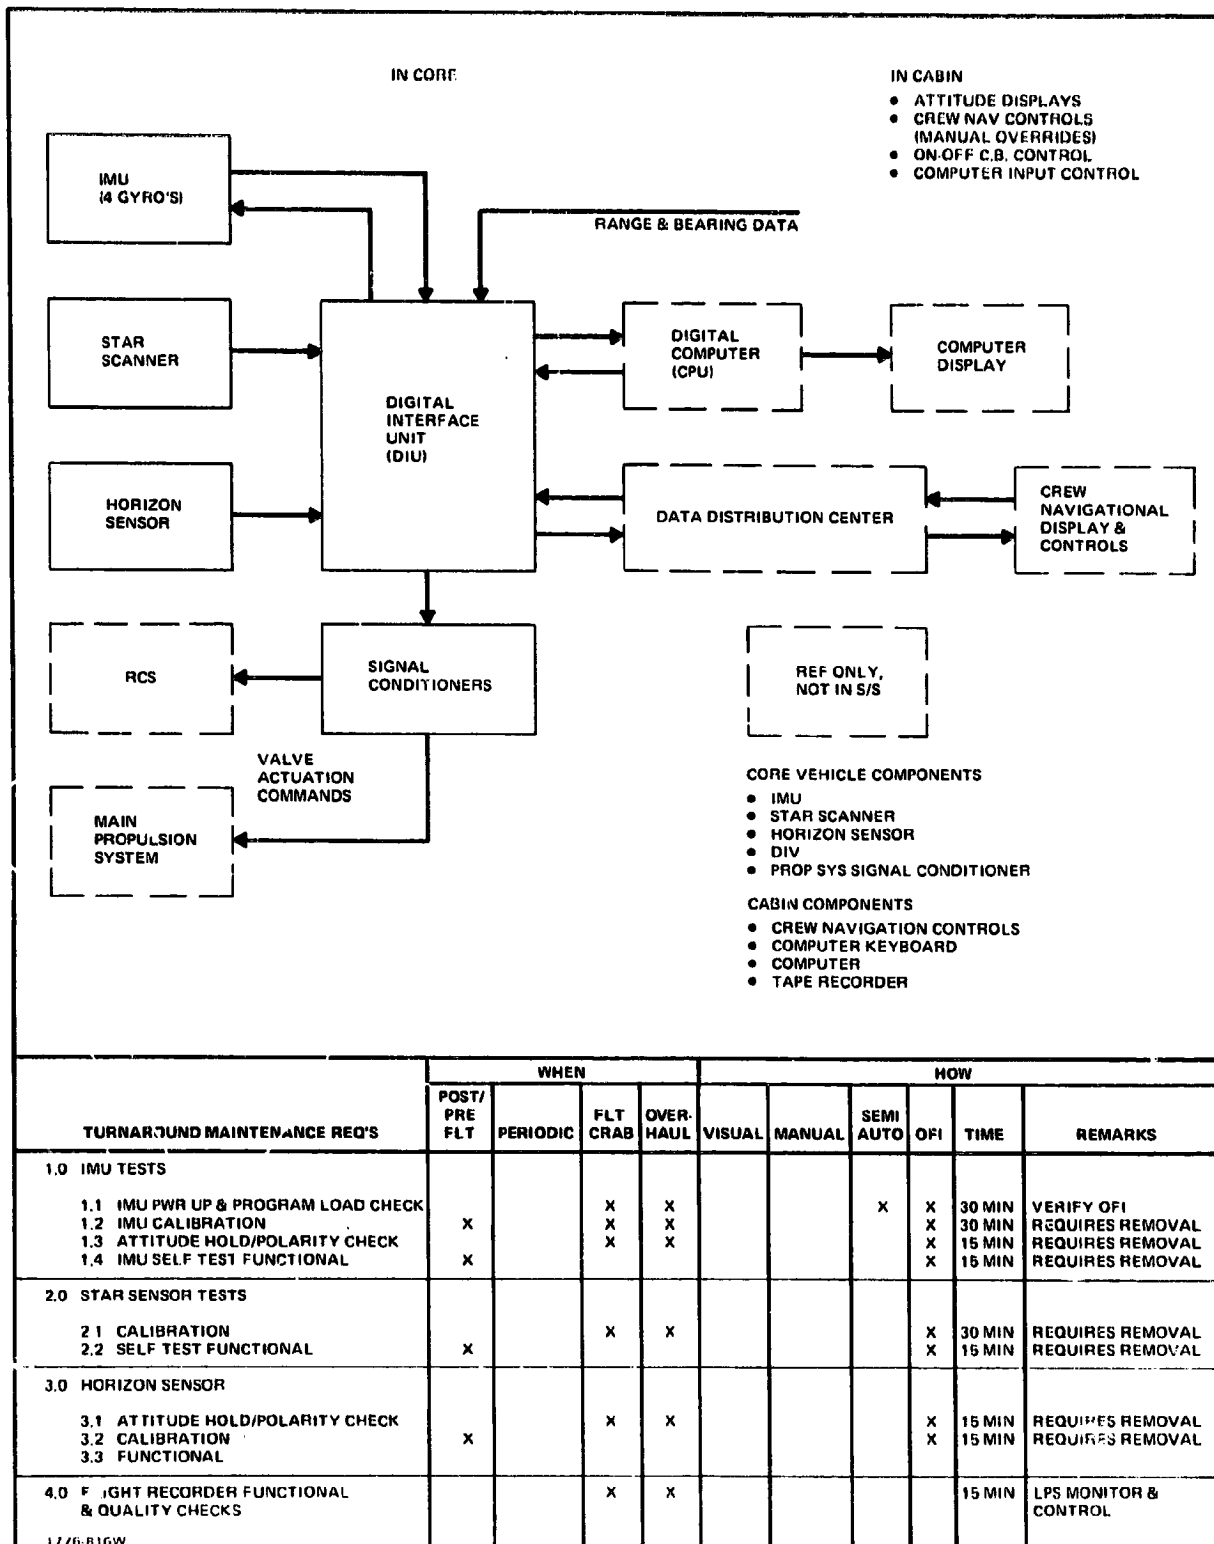 IN CORE
IN CABIN
• ATTITUDE DISPLAYS
• CREW NAV CONTROLS
(MANUAL OVERRIDES)
• ON-OFF C.B. CONTROL
• COMPUTER INPUT CONTROL
IMU
(4 GYRO'S)
RANGE & BEARING DATA
STAR
SCANNER
DIGITAL
COMPUTER
(CPU)
COMPUTER
DISPLAY
DIGITAL
INTERFACE
UNIT
(DIU)
HORIZON
SENSOR
DATA DISTRIBUTION CENTER
CREW
NAVIGATIONAL
DISPLAY &
CONTROLS
RCS
SIGNAL
CONDITIONERS
REF ONLY,
NOT IN S/S
VALVE
ACTUATION
COMMANDS
MAIN
PROPULSION
SYSTEM
CORE VEHICLE COMPONENTS
• IMU
• STAR SCANNER
• HORIZON SENSOR
• DIV
• PROP SYS SIGNAL CONDITIONER
CABIN COMPONENTS
• CREW NAVIGATION CONTROLS
• COMPUTER KEYBOARD
• COMPUTER
• TAPE RECORDER
WHEN HOW
TURNAROUND MAINTENANCE REQ'S POST/ PRE FLT PERIODIC FLT CRAB OVER- HAUL VISUAL MANUAL SEMI AUTO OFI TIME REMARKS
1.0 IMU TESTS
1.1 IMU PWR UP & PROGRAM LOAD CHECK X X X X 30 MIN VERIFY OFI
1.2 IMU CALIBRATION X X X X 30 MIN REQUIRES REMOVAL
1.3 ATTITUDE HOLD/POLARITY CHECK X X X 15 MIN REQUIRES REMOVAL
1.4 IMU SELF TEST FUNCTIONAL X X 15 MIN REQUIRES REMOVAL
2.0 STAR SENSOR TESTS
2.1 CALIBRATION X X X 30 MIN REQUIRES REMOVAL
2.2 SELF TEST FUNCTIONAL X X 15 MIN REQUIRES REMOVAL
3.0 HORIZON SENSOR
3.1 ATTITUDE HOLD/POLARITY CHECK X X X 15 MIN REQUIRES REMOVAL
3.2 CALIBRATION X X 15 MIN REQUIRES REMOVAL
3.3 FUNCTIONAL
4.0 FLIGHT RECORDER FUNCTIONAL X X 15 MIN LPS MONITOR &
& QUALITY CHECKS CONTROL